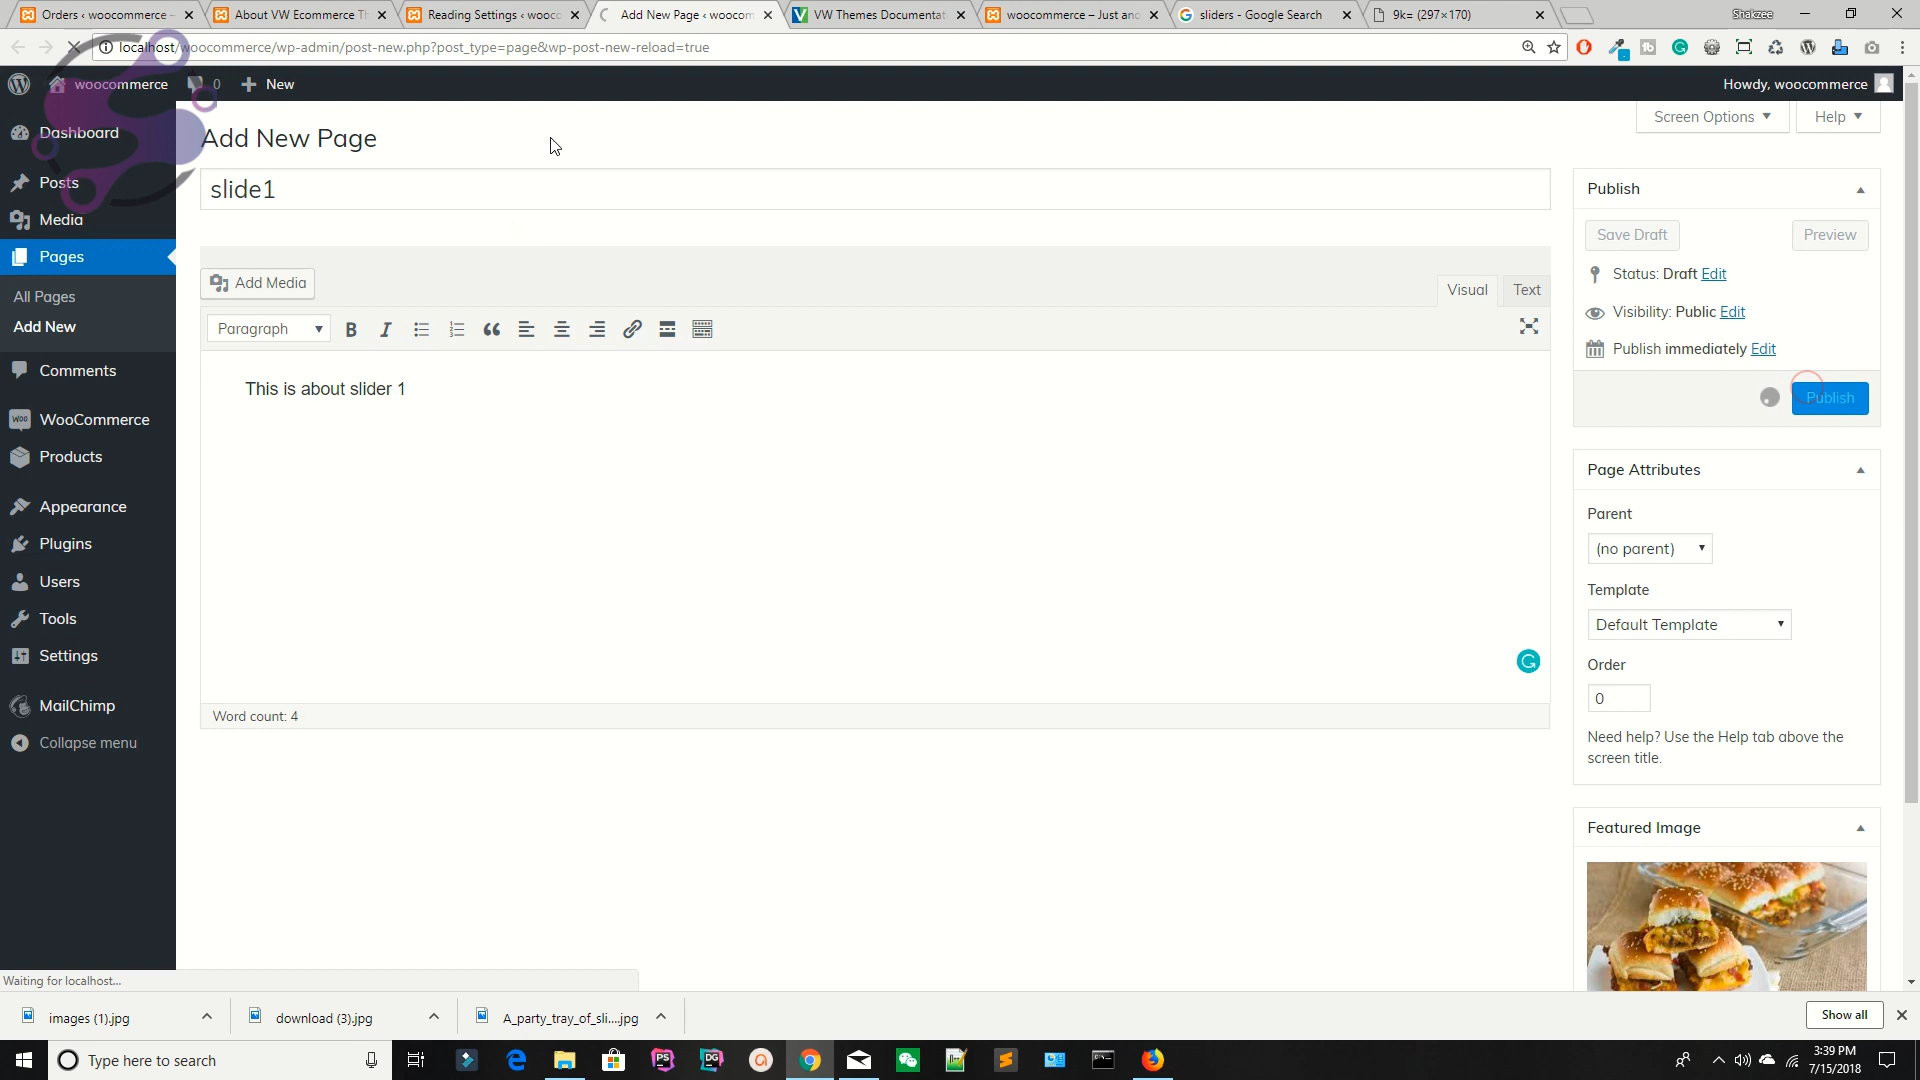 Orders ‹ woocommerce –
About VW Ecommerce Th
Reading Settings ‹ wooco
Add New Page ‹ woocom
VW Themes Documentat
woocommerce – Just ano
sliders - Google Search
9k= (297×170)
Shakzee
localhost/woocommerce/wp-admin/post-new.php?post_type=page&wp-post-new-reload=true
woocommerce
0
New
Howdy, woocommerce
Screen Options
Help
Dashboard
Posts
Media
Pages
All Pages
Add New
Comments
WooCommerce
Products
Appearance
Plugins
Users
Tools
Settings
MailChimp
Collapse menu
Add New Page
slide1
Add Media
Visual
Text
Paragraph
This is about slider 1
Word count: 4
Publish
Save Draft
Preview
Status: Draft Edit
Visibility: Public Edit
Publish immediately Edit
Publish
Page Attributes
Parent
(no parent)
Template
Default Template
Order
0
Need help? Use the Help tab above the
screen title.
Featured Image
Waiting for localhost...
images (1).jpg
download (3).jpg
A_party_tray_of_sli....jpg
Show all
Type here to search
3:39 PM
7/15/2018